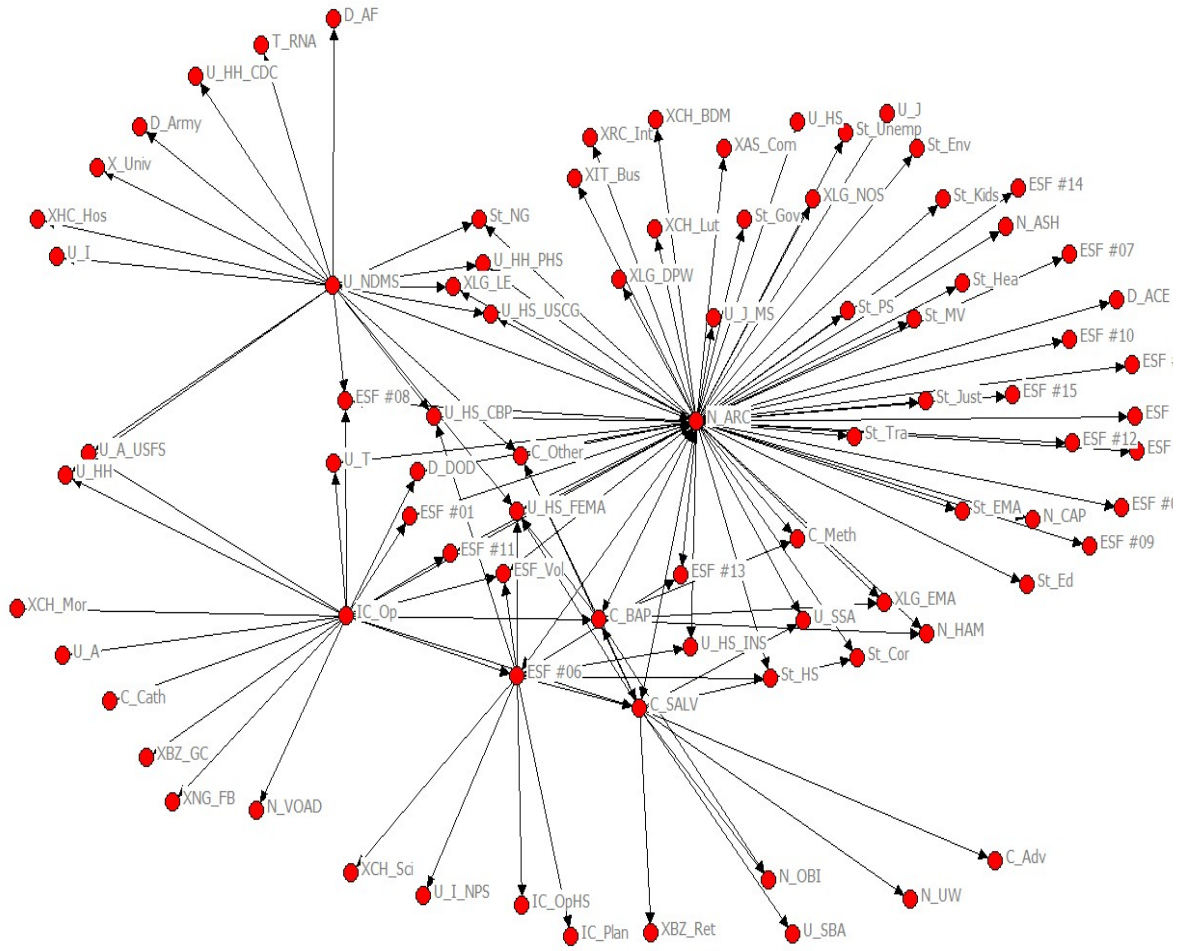 D_AF
T_RNA
U_HH_CDC
XCH_BDM
U_J
D_Army
U_HS
St_Unemp
XRC_Int
XAS_Com
St_Env
X_Univ
XIT_Bus
ESF #14
XLG_NOS
St_Kids
XHC_Hos
St_NG
St_Gov
XCH_Lut
N_ASH
U_I
U_HH_PHS
ESF #07
XLG_DPW
U_NDMS
XLG_LE
St_Hea
D_ACE
U_HS_USCG
U_J_MS
St_PS
St_MV
ESF #10
ESF
ESF #08
St_Just
ESF #15
U_HS_CBP
N_ARC
ESF
St_Tra
ESF #12
ESF
U_A_USFS
C_Other
U_HH
U_T
D_DOD
ESF #01
U_HS_FEMA
St_EMA
N_CAP
C_Meth
ESF #09
ESF #11
ESF_Vol
ESF #13
St_Ed
XCH_Mor
IC_Op
C_BAP
U_SSA
XLG_EMA
N_HAM
U_A
U_HS_INS
St_Cor
ESF #06
St_HS
C_Cath
C_SALV
XBZ_GC
XNG_FB
N_VOAD
XCH_Sci
U_I_NPS
IC_OpHS
IC_Plan
XBZ_Ret
N_OBI
C_Adv
N_UW
U_SBA